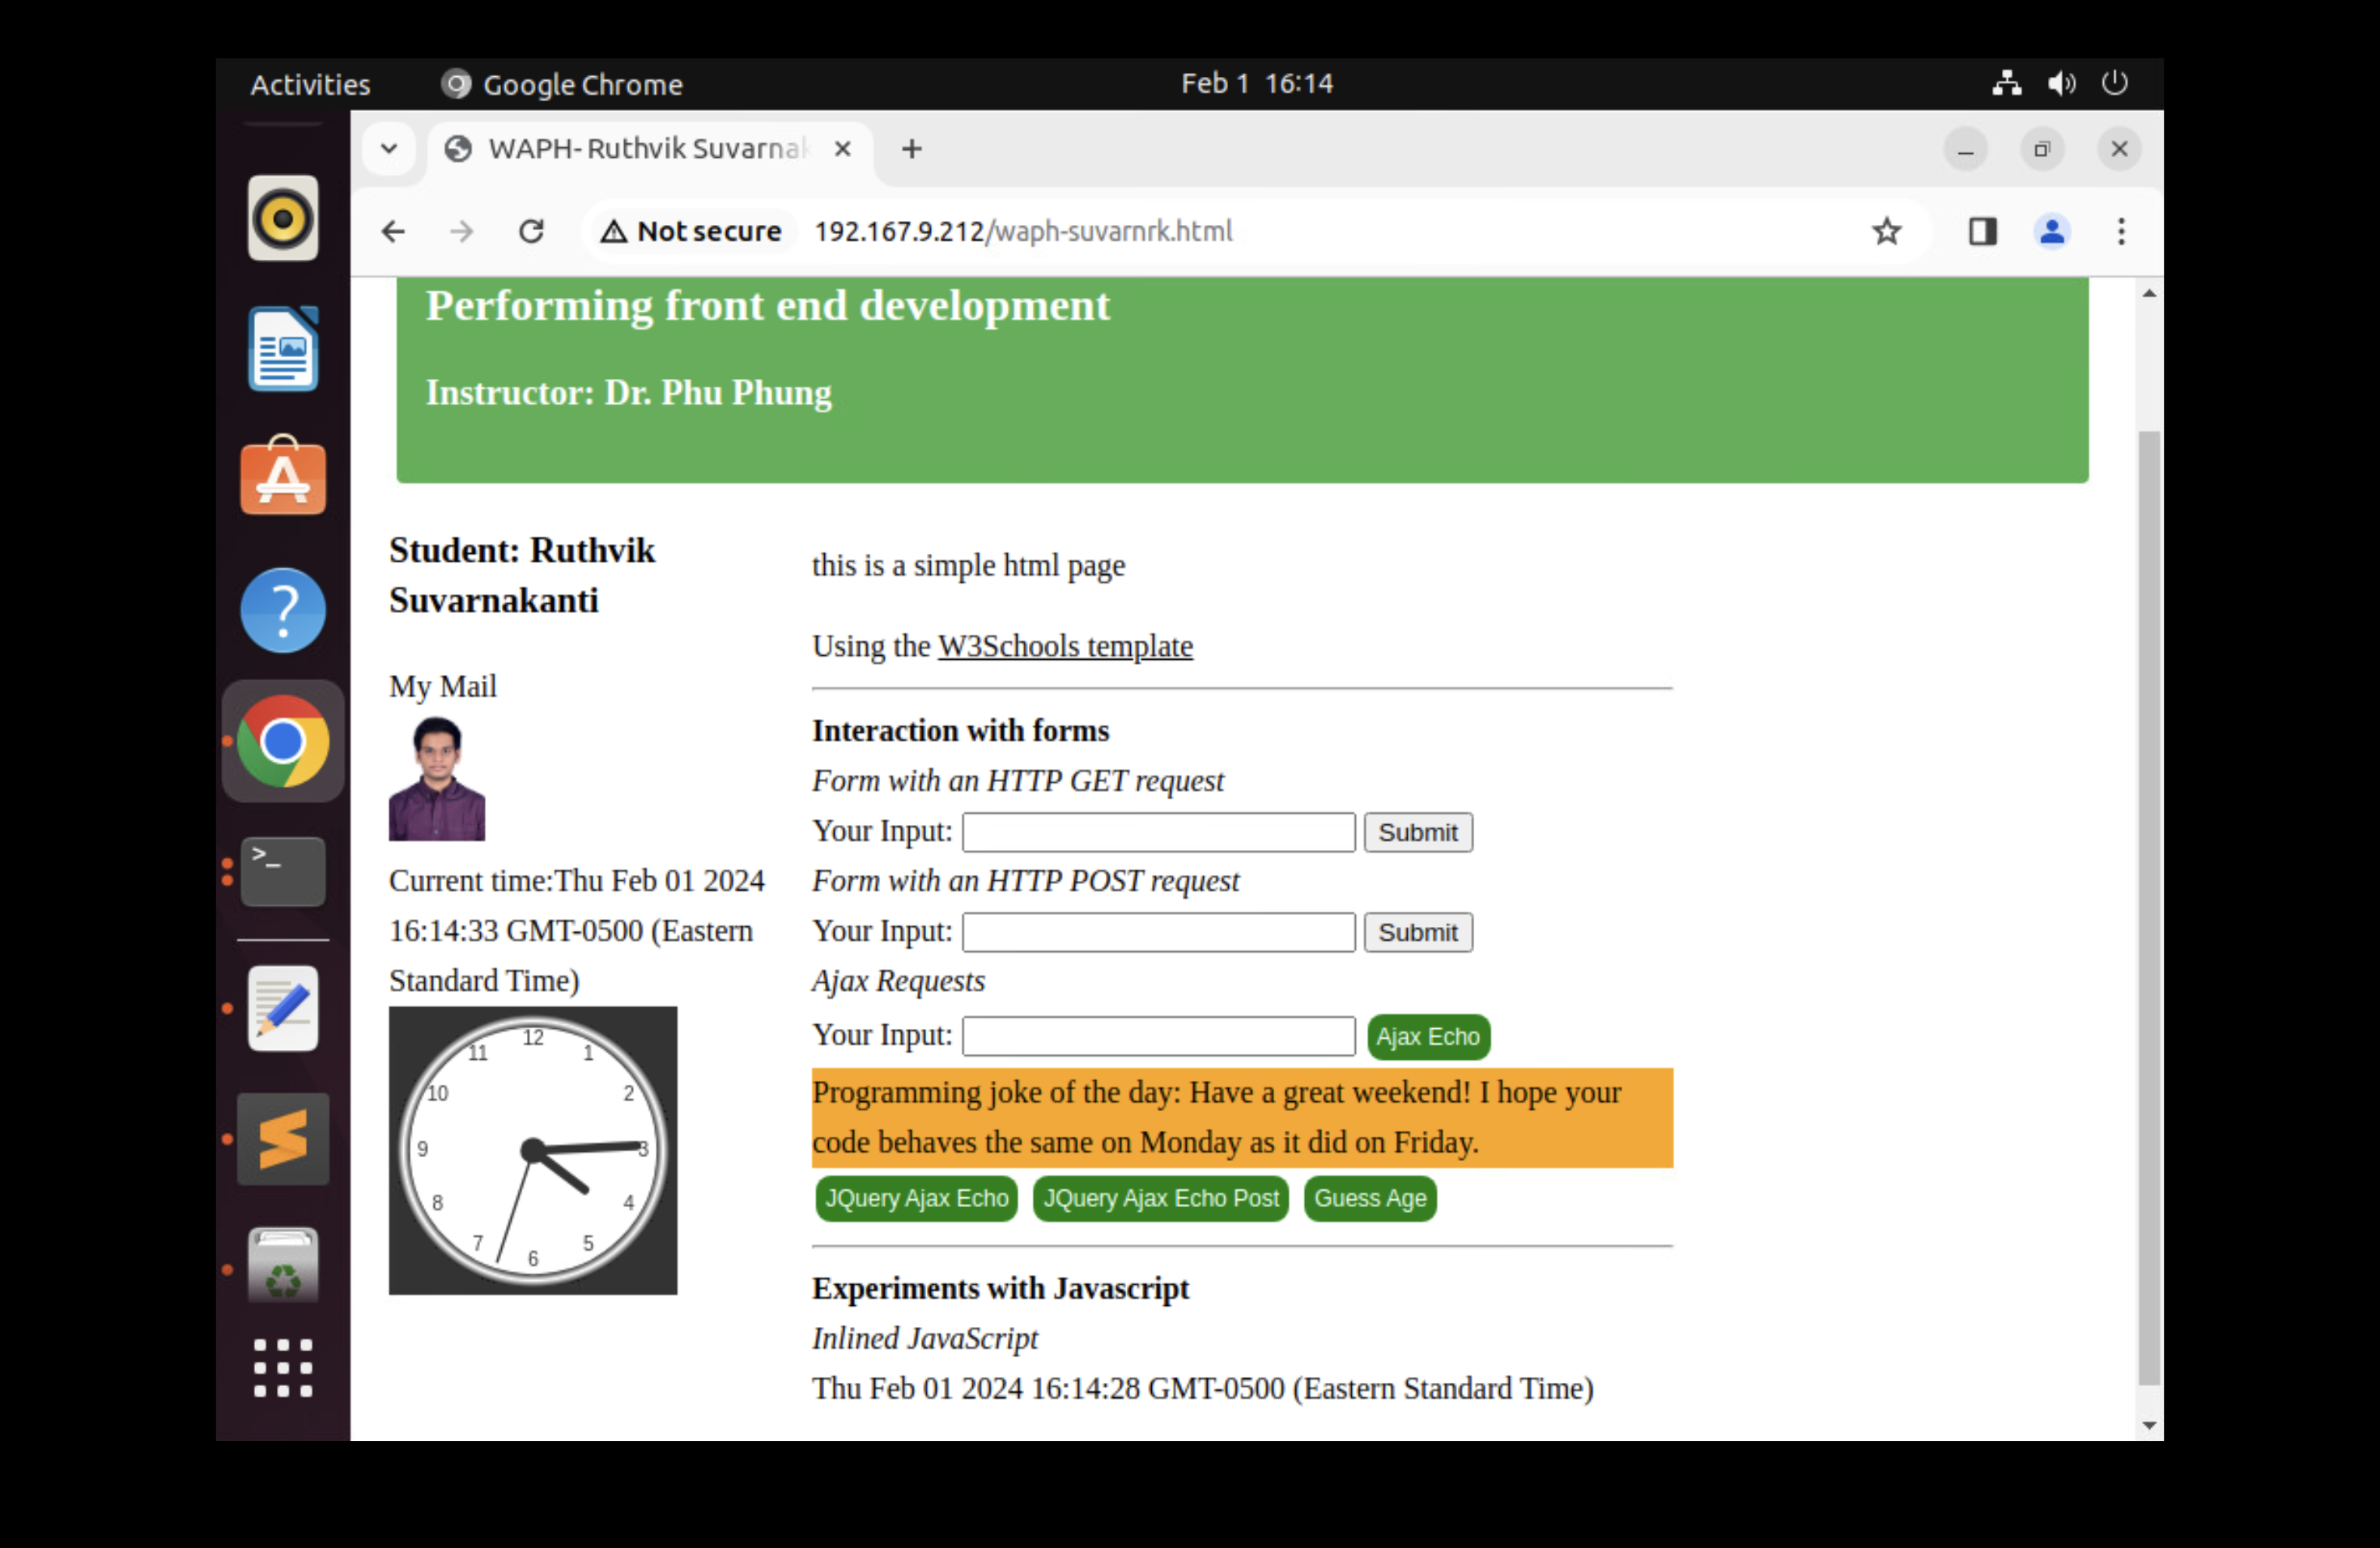 Activities
Google Chrome
Feb 1 16:14
WAPH- Ruthvik Suvarnak
Not secure
192.167.9.212/waph-suvarnrk.html
Performing front end development
Instructor: Dr. Phu Phung
Student: Ruthvik
Suvarnakanti
My Mail
Current time:Thu Feb 01 2024
16:14:33 GMT-0500 (Eastern
Standard Time)
12
1
2
3
4
5
6
7
8
9
10
11
this is a simple html page
Using the W3Schools template
Interaction with forms
Form with an HTTP GET request
Your Input:
Submit
Form with an HTTP POST request
Your Input:
Submit
Ajax Requests
Your Input:
Ajax Echo
Programming joke of the day: Have a great weekend! I hope your
code behaves the same on Monday as it did on Friday.
JQuery Ajax Echo
JQuery Ajax Echo Post
Guess Age
Experiments with Javascript
Inlined JavaScript
Thu Feb 01 2024 16:14:28 GMT-0500 (Eastern Standard Time)